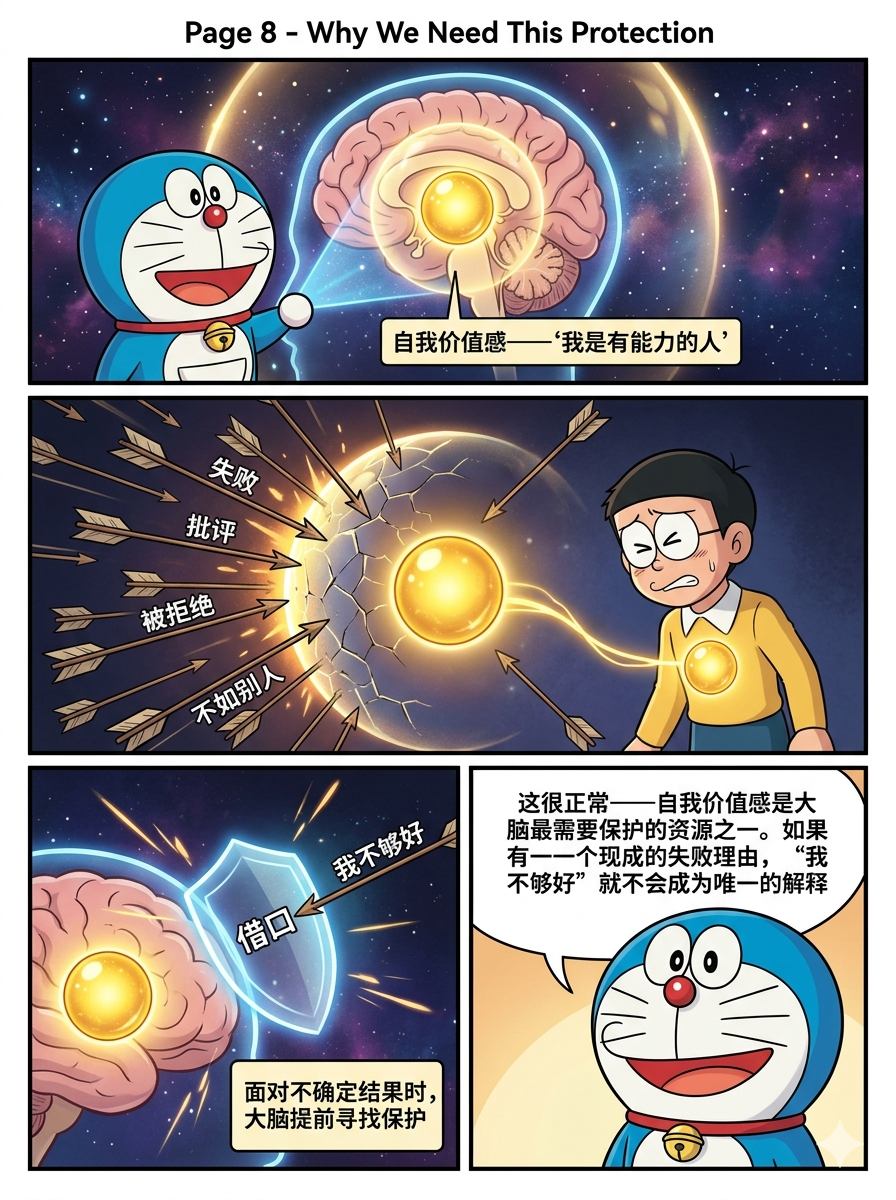 Page 8 - Why We Need This Protection
自我价值感——‘我是有能力的人’
失败
批评
被拒绝
不如别人
借口
我不够好
面对不确定结果时，
大脑提前寻找保护
这很正常——自我价值感是大
脑最需要保护的资源之一。如果
有一一个现成的失败理由，“我
不够好”就不会成为唯一的解释